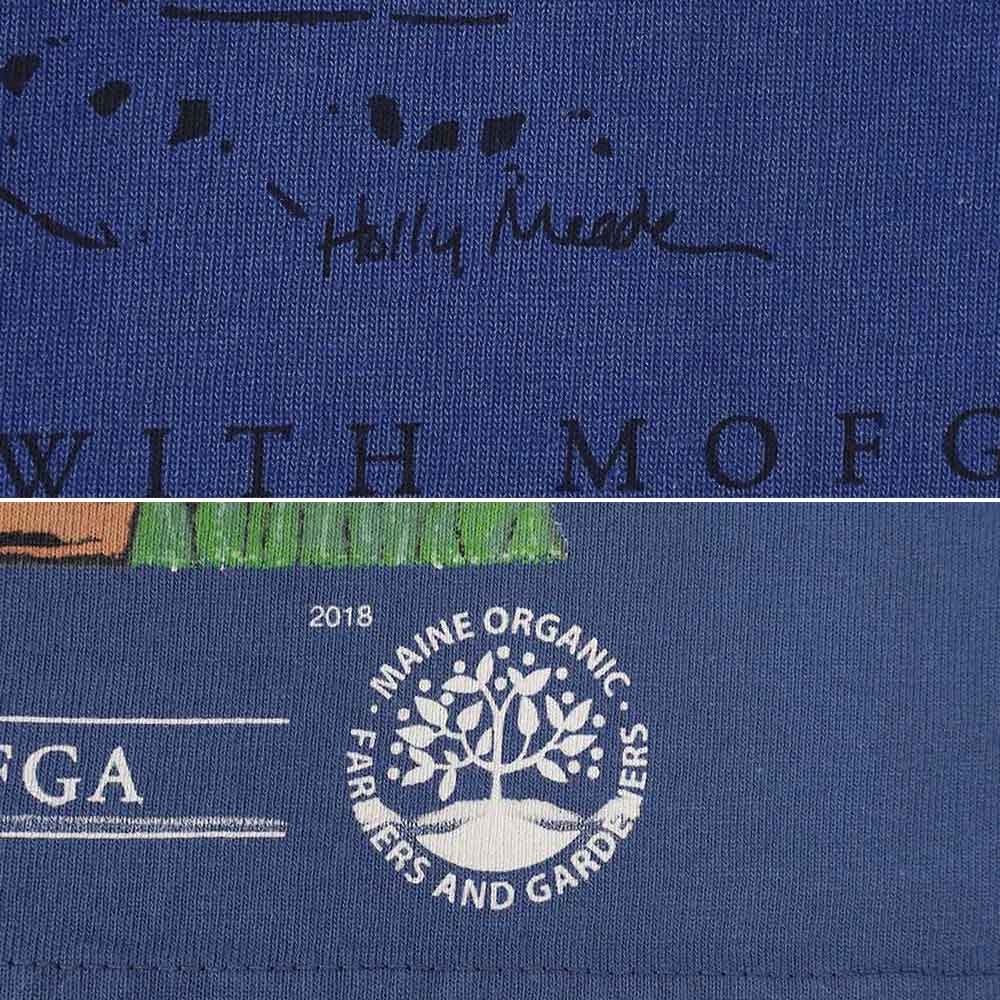 Holly Meade
WITH MOFG
2018
MAINE ORGANIC
FARMERS AND GARDENERS
FGA